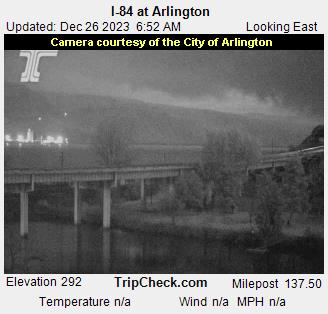 I-84 at Arlington
Updated: Dec 26 2023 6:52 AM Looking East
Camera courtesy of the City of Arlington
Elevation 292 TripCheck.com Milepost 137.50
Temperature n/a Wind n/a MPH n/a